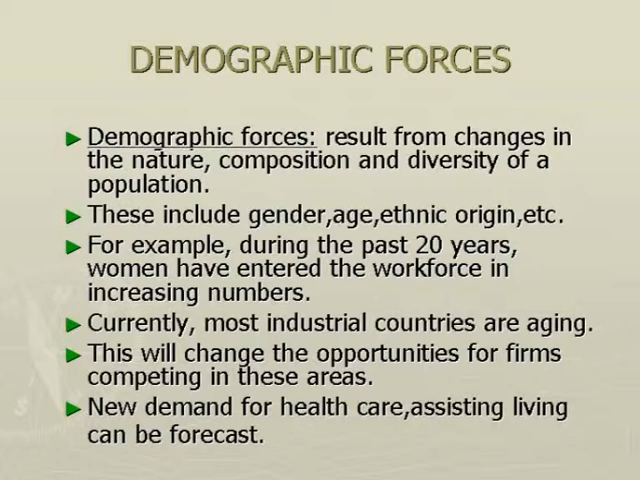 DEMOGRAPHIC FORCES
► Demographic forces: result from changes in
the nature, composition and diversity of a
population.
► These include gender,age,ethnic origin,etc.
► For example, during the past 20 years,
women have entered the workforce in
increasing numbers.
► Currently, most industrial countries are aging.
► This will change the opportunities for firms
competing in these areas.
► New demand for health care,assisting living
can be forecast.